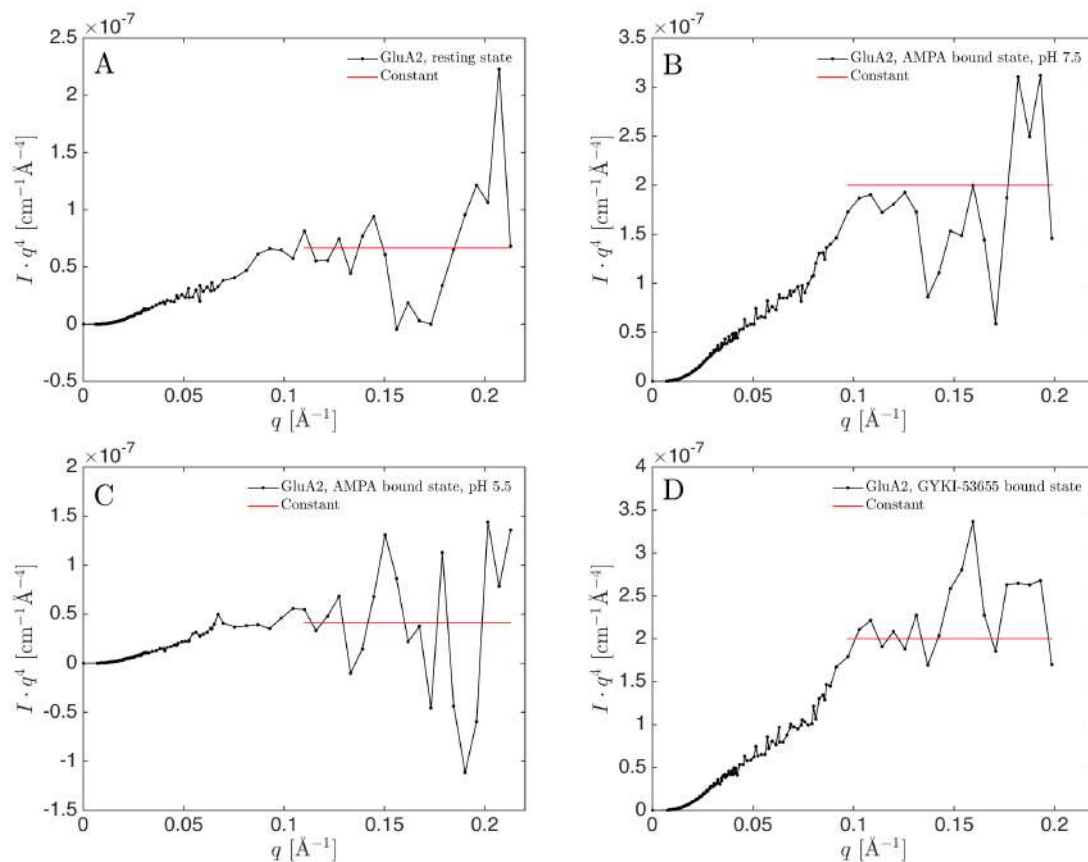 ×10⁻⁷
2.5
2
1.5
1
0.5
0
-0.5
A
GluA2, resting state
Constant
I · q⁴ [cm⁻¹Å⁻⁴]
0 0.05 0.1 0.15 0.2
q [Å⁻¹]
×10⁻⁷
3.5
3
2.5
2
1.5
1
0.5
0
B
GluA2, AMPA bound state, pH 7.5
Constant
I · q⁴ [cm⁻¹Å⁻⁴]
0 0.05 0.1 0.15 0.2
q [Å⁻¹]
×10⁻⁷
2
1.5
1
0.5
0
-0.5
-1
-1.5
C
GluA2, AMPA bound state, pH 5.5
Constant
I · q⁴ [cm⁻¹Å⁻⁴]
0 0.05 0.1 0.15 0.2
q [Å⁻¹]
×10⁻⁷
4
3.5
3
2.5
2
1.5
1
0.5
0
D
GluA2, GYKI-53655 bound state
Constant
I · q⁴ [cm⁻¹Å⁻⁴]
0 0.05 0.1 0.15 0.2
q [Å⁻¹]